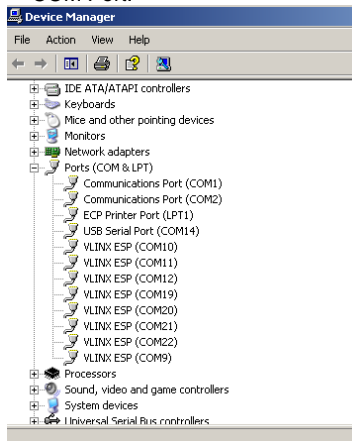 Device Manager
File Action View Help
IDE ATA/ATAPI controllers
Keyboards
Mice and other pointing devices
Monitors
Network adapters
Ports (COM & LPT)
Communications Port (COM1)
Communications Port (COM2)
ECP Printer Port (LPT1)
USB Serial Port (COM14)
VLINX ESP (COM10)
VLINX ESP (COM11)
VLINX ESP (COM12)
VLINX ESP (COM19)
VLINX ESP (COM20)
VLINX ESP (COM21)
VLINX ESP (COM22)
VLINX ESP (COM9)
Processors
Sound, video and game controllers
System devices
Universal Serial Bus controllers